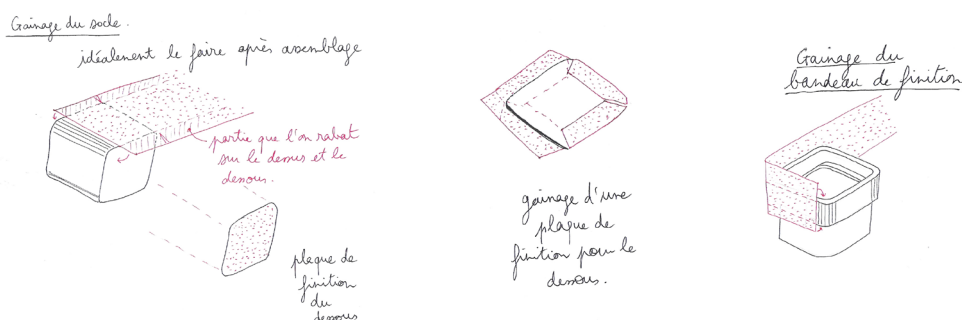 Gainage du socle.
idéalement le faire après assemblage
partie que l'on rabat
sur le dessus et le
dessous.
plaque de
finition
du
dessous
gainage d'une
plaque de
finition pour le
dessous.
Gainage du
bandeau de finition